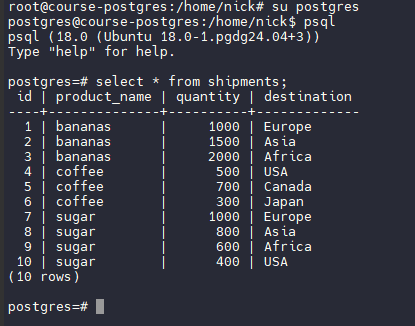 root@course-postgres:/home/nick# su postgres
postgres@course-postgres:/home/nick$ psql
psql (18.0 (Ubuntu 18.0-1.pgdg24.04+3))
Type "help" for help.

postgres=# select * from shipments;
 id | product_name | quantity | destination
----+--------------+----------+-------------
  1 | bananas      |     1000 | Europe
  2 | bananas      |     1500 | Asia
  3 | bananas      |     2000 | Africa
  4 | coffee       |      500 | USA
  5 | coffee       |      700 | Canada
  6 | coffee       |      300 | Japan
  7 | sugar        |     1000 | Europe
  8 | sugar        |      800 | Asia
  9 | sugar        |      600 | Africa
 10 | sugar        |      400 | USA
(10 rows)

postgres=#